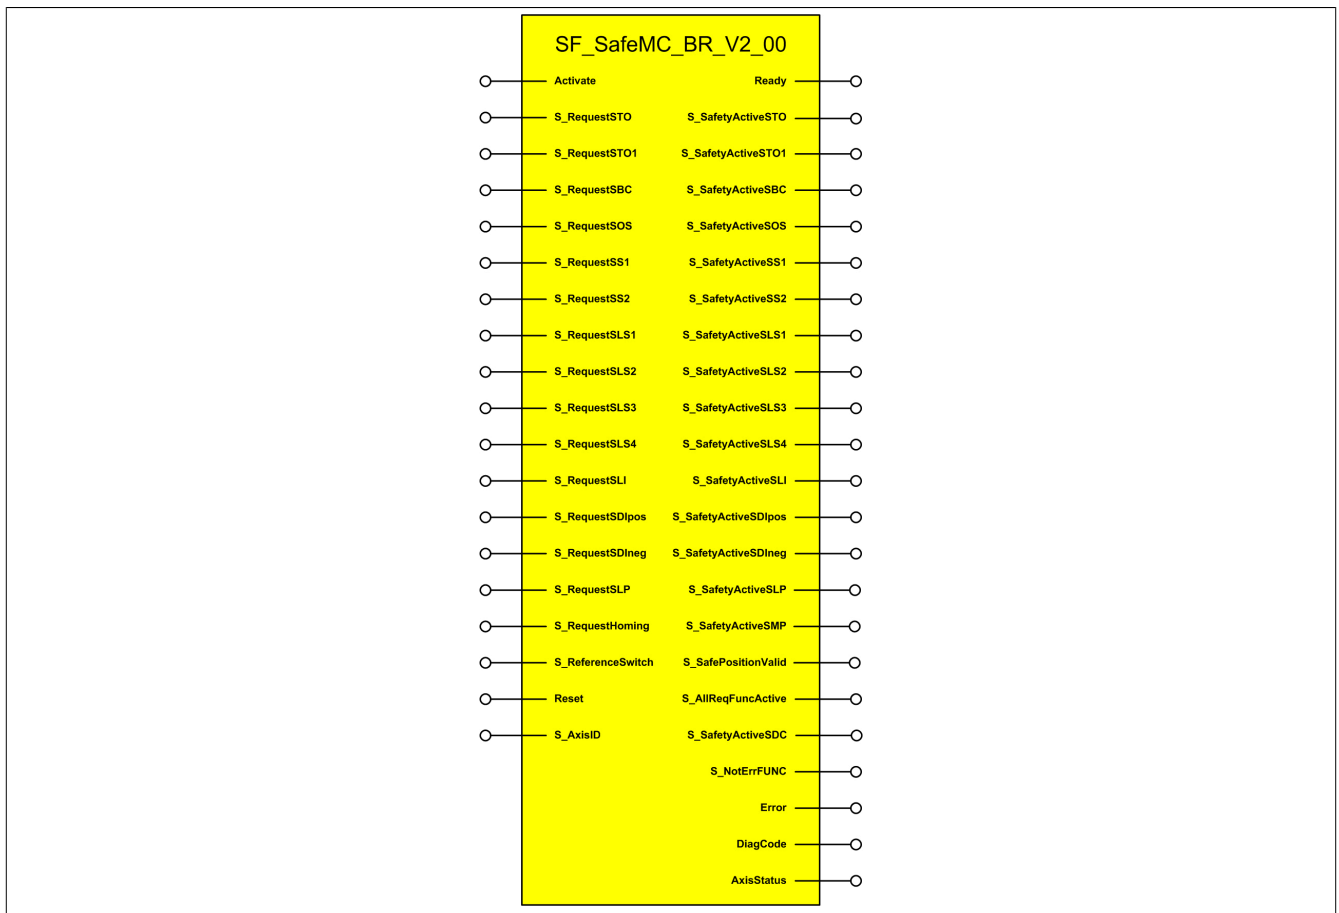 SF_SafeMC_BR_V2_00
Activate Ready
S_RequestSTO S_SafetyActiveSTO
S_RequestSTO1 S_SafetyActiveSTO1
S_RequestSBC S_SafetyActiveSBC
S_RequestSOS S_SafetyActiveSOS
S_RequestSS1 S_SafetyActiveSS1
S_RequestSS2 S_SafetyActiveSS2
S_RequestSLS1 S_SafetyActiveSLS1
S_RequestSLS2 S_SafetyActiveSLS2
S_RequestSLS3 S_SafetyActiveSLS3
S_RequestSLS4 S_SafetyActiveSLS4
S_RequestSLI S_SafetyActiveSLI
S_RequestSDIpos S_SafetyActiveSDIpos
S_RequestSDIneg S_SafetyActiveSDIneg
S_RequestSLP S_SafetyActiveSLP
S_RequestHoming S_SafetyActiveSMP
S_ReferenceSwitch S_SafePositionValid
Reset S_AllReqFuncActive
S_AxisID S_SafetyActiveSDC
S_NotErrFUNC
Error
DiagCode
AxisStatus